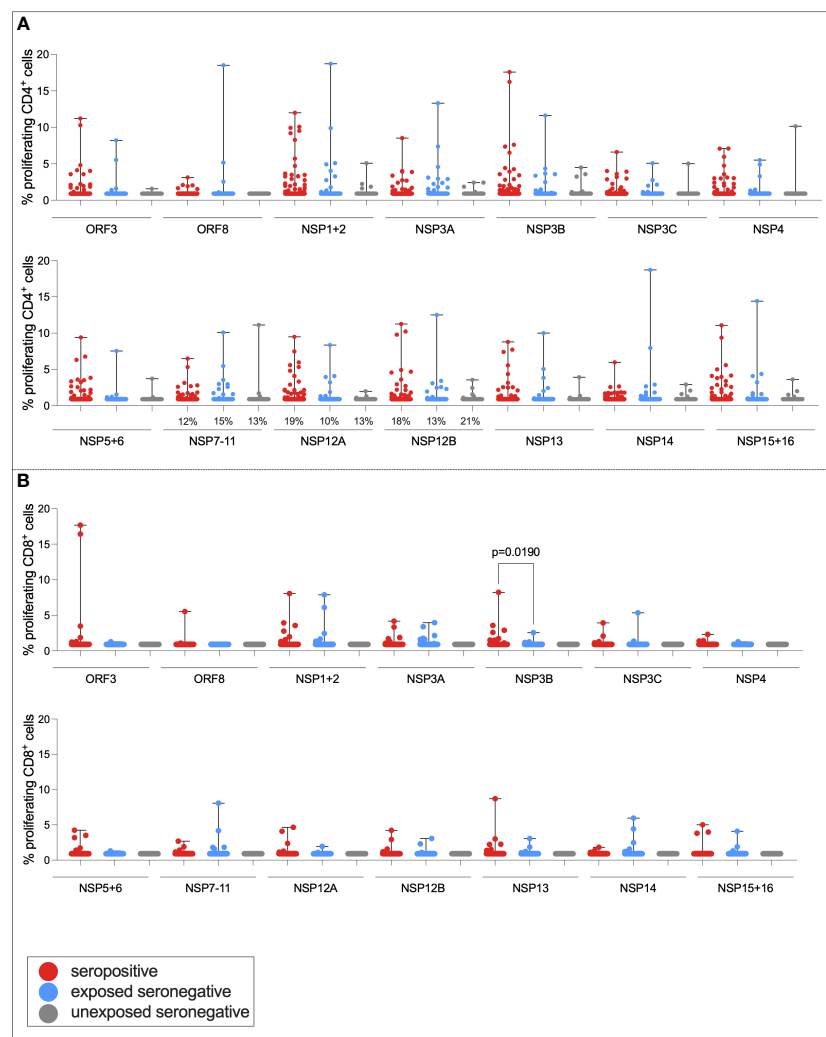 A
% proliferating CD4+ cells
20
15
10
5
0
ORF3 ORF8 NSP1+2 NSP3A NSP3B NSP3C NSP4
% proliferating CD4+ cells
20
15
10
5
0
12% 15% 13% 19% 10% 13% 18% 13% 21%
NSP5+6 NSP7-11 NSP12A NSP12B NSP13 NSP14 NSP15+16
B
% proliferating CD8+ cells
20
15
10
5
0
p=0.0190
ORF3 ORF8 NSP1+2 NSP3A NSP3B NSP3C NSP4
% proliferating CD8+ cells
20
15
10
5
0
NSP5+6 NSP7-11 NSP12A NSP12B NSP13 NSP14 NSP15+16
seropositive
exposed seronegative
unexposed seronegative